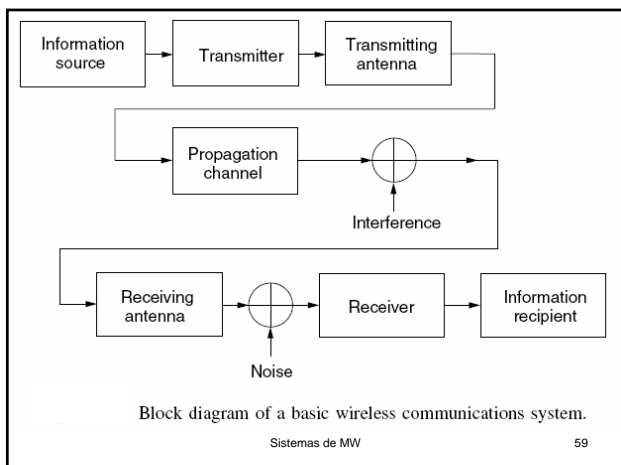 Information
source
Transmitter
Transmitting
antenna
Propagation
channel
Interference
Receiving
antenna
Receiver
Information
recipient
Noise
Block diagram of a basic wireless communications system.
Sistemas de MW 59